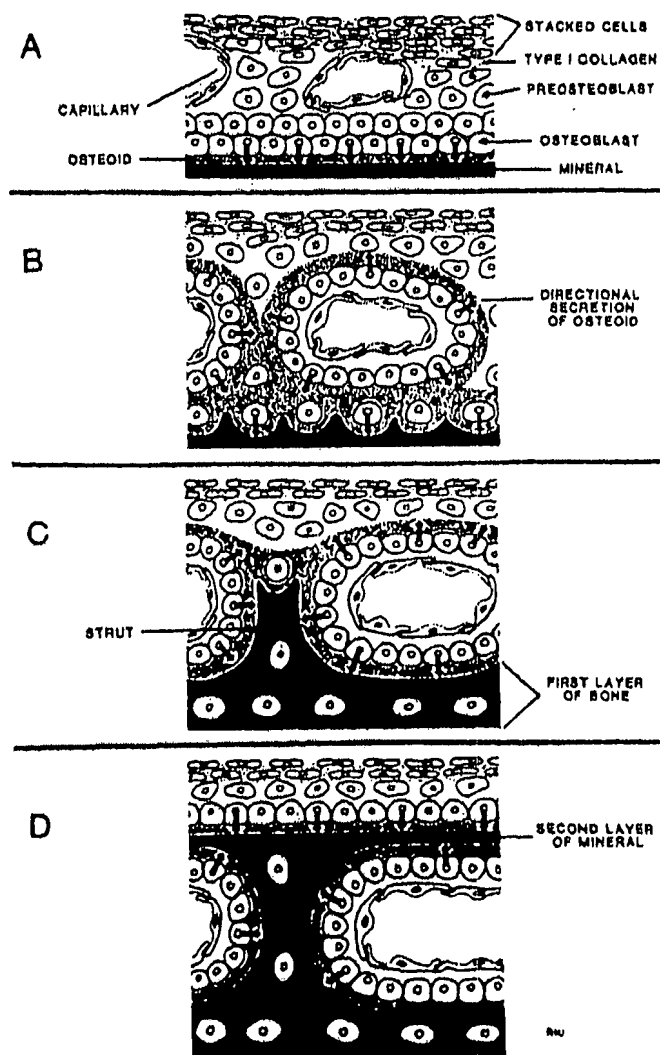 A
STACKED CELLS
TYPE I COLLAGEN
PREOSTEOBLAST
CAPILLARY
OSTEOBLAST
OSTEOID
MINERAL
B
DIRECTIONAL
SECRETION
OF OSTEOID
C
STRUT
FIRST LAYER
OF BONE
D
SECOND LAYER
OF MINERAL